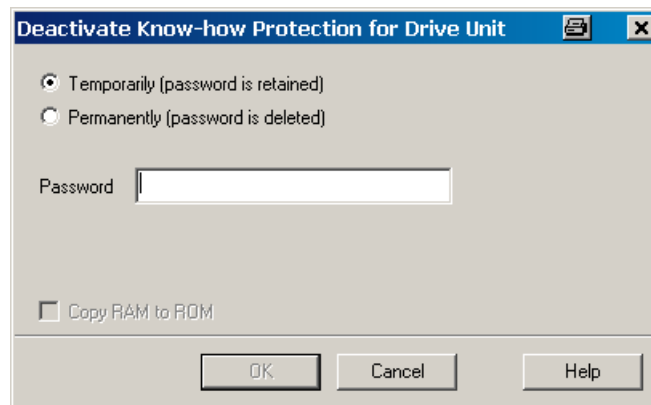 Deactivate Know-how Protection for Drive Unit
Temporarily (password is retained)
Permanently (password is deleted)
Password
Copy RAM to ROM
OK Cancel Help